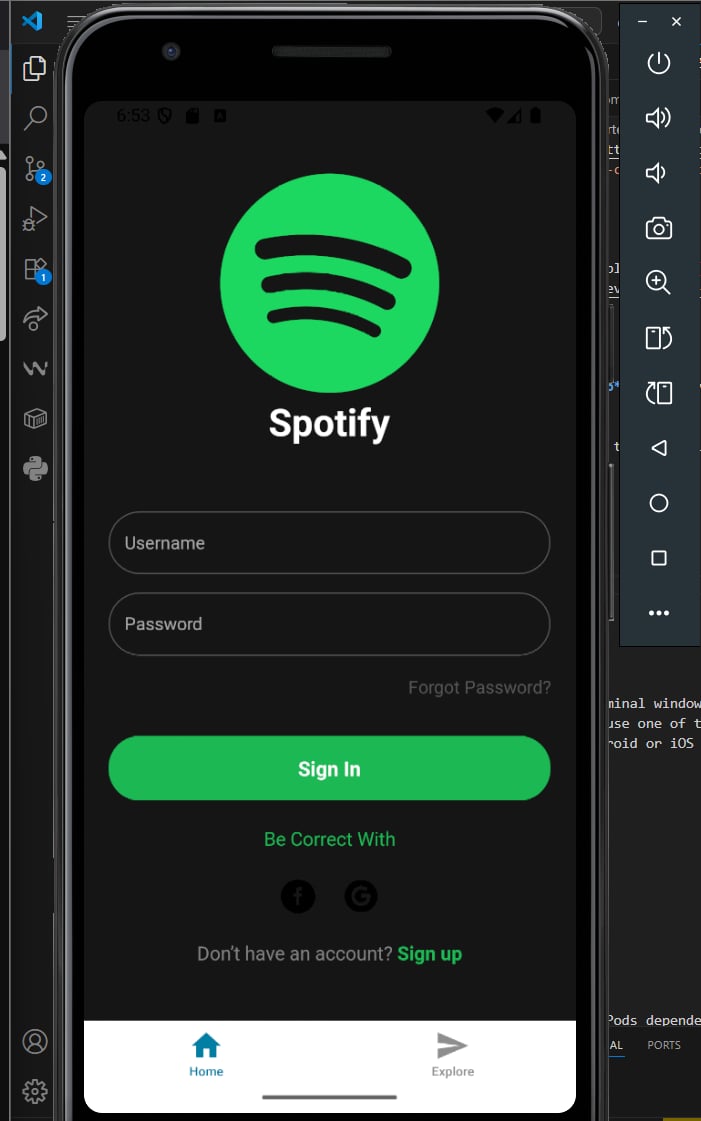 6:53
Spotify
Username
Password
Forgot Password?
Sign In
Be Correct With
Don't have an account? Sign up
Home
Explore
2
1
minal window
use one of t
roid or iOS
Pods depende
AL
PORTS